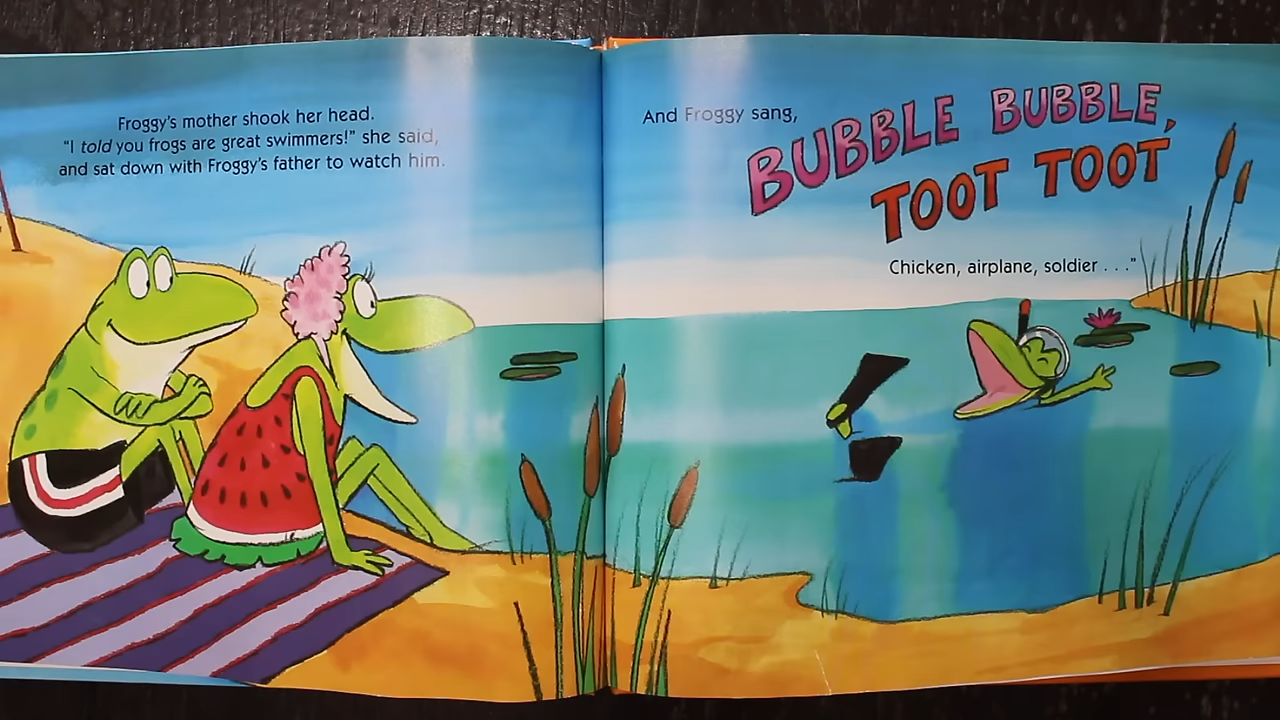 Froggy's mother shook her head.
"I told you frogs are great swimmers!" she said,
and sat down with Froggy's father to watch him.
And Froggy sang,
BUBBLE BUBBLE,
TOOT TOOT
Chicken, airplane, soldier . . ."